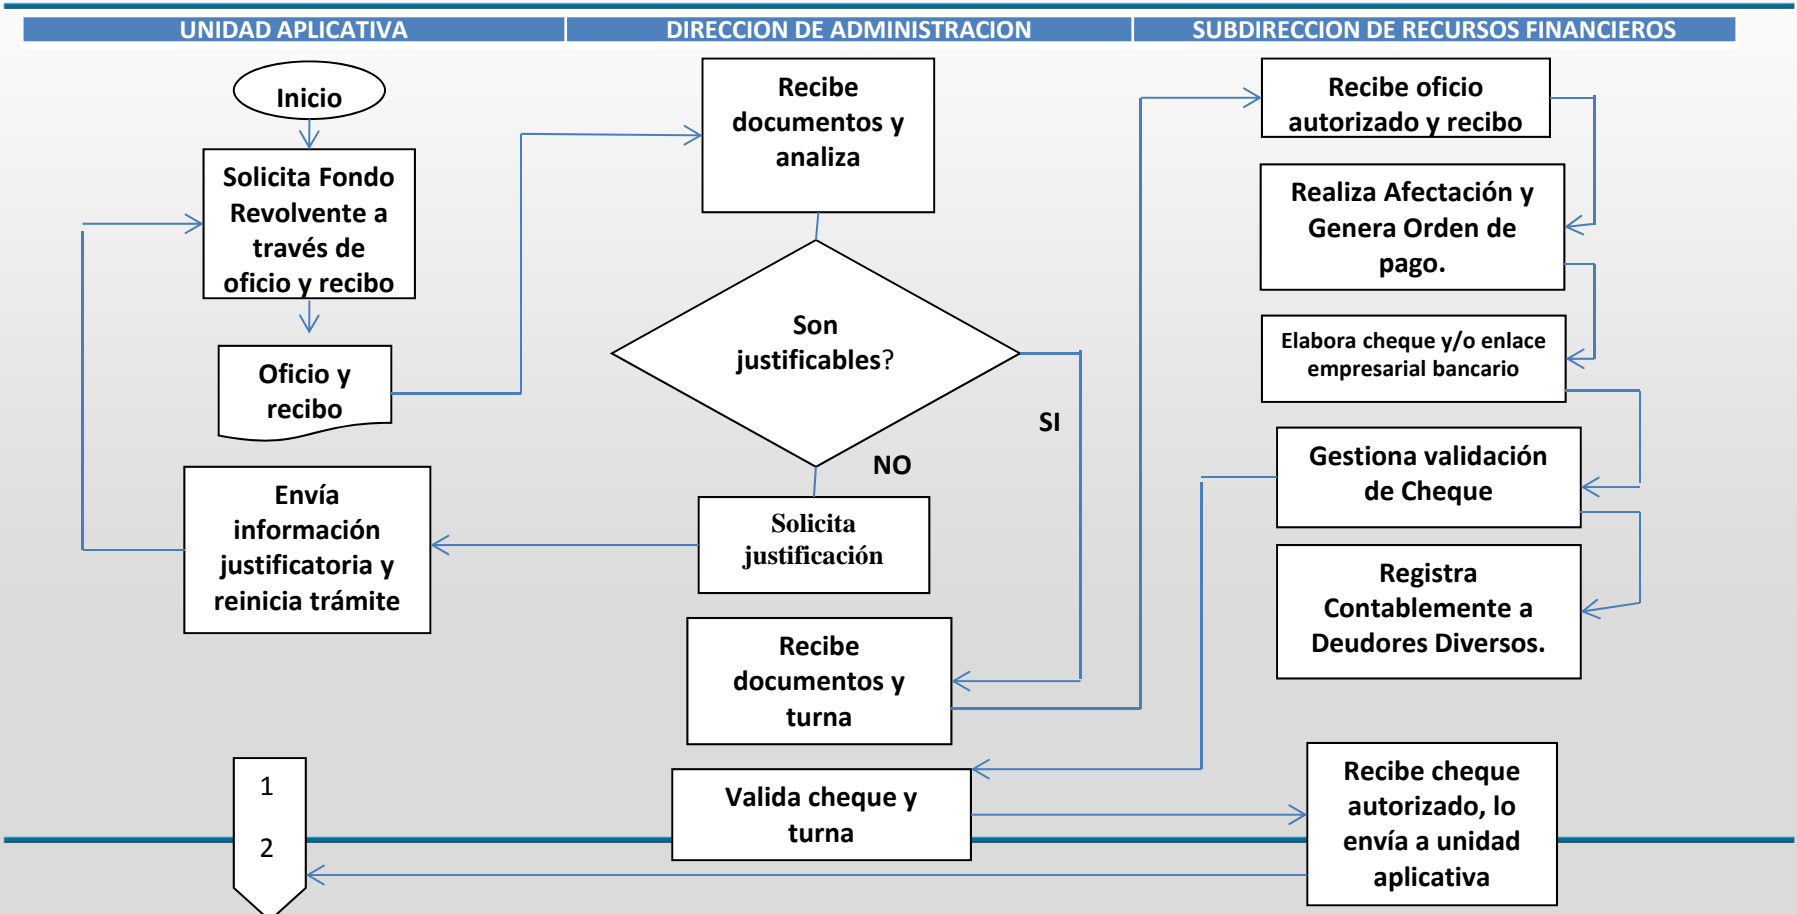 UNIDAD APLICATIVA
DIRECCION DE ADMINISTRACION
SUBDIRECCION DE RECURSOS FINANCIEROS
Inicio
Solicita Fondo
Revolvente a
través de
oficio y recibo
Oficio y
recibo
Envía
información
justificatoria y
reinicia trámite
1
2
Recibe
documentos y
analiza
Son
justificables?
SI
NO
Solicita
justificación
Recibe
documentos y
turna
Valida cheque y
turna
Recibe oficio
autorizado y recibo
Realiza Afectación y
Genera Orden de
pago.
Elabora cheque y/o enlace
empresarial bancario
Gestiona validación
de Cheque
Registra
Contablemente a
Deudores Diversos.
Recibe cheque
autorizado, lo
envía a unidad
aplicativa